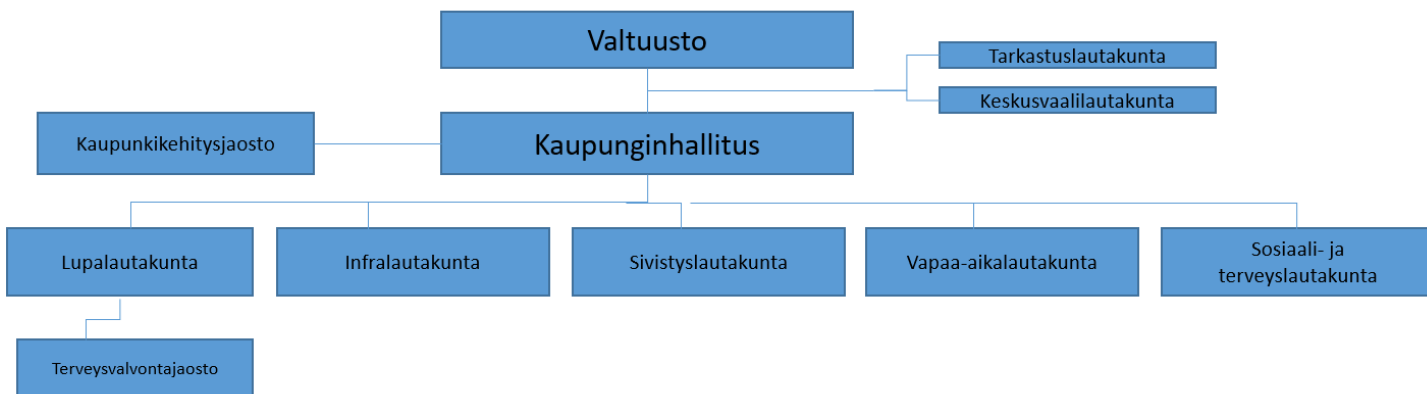 Valtuusto
Tarkastuslautakunta
Keskusvaalilautakunta
Kaupunkikehitysjaosto
Kaupunginhallitus
Lupalautakunta
Infralautakunta
Sivistyslautakunta
Vapaa-aikalautakunta
Sosiaali- ja
terveyslautakunta
Terveysvalvontajaosto